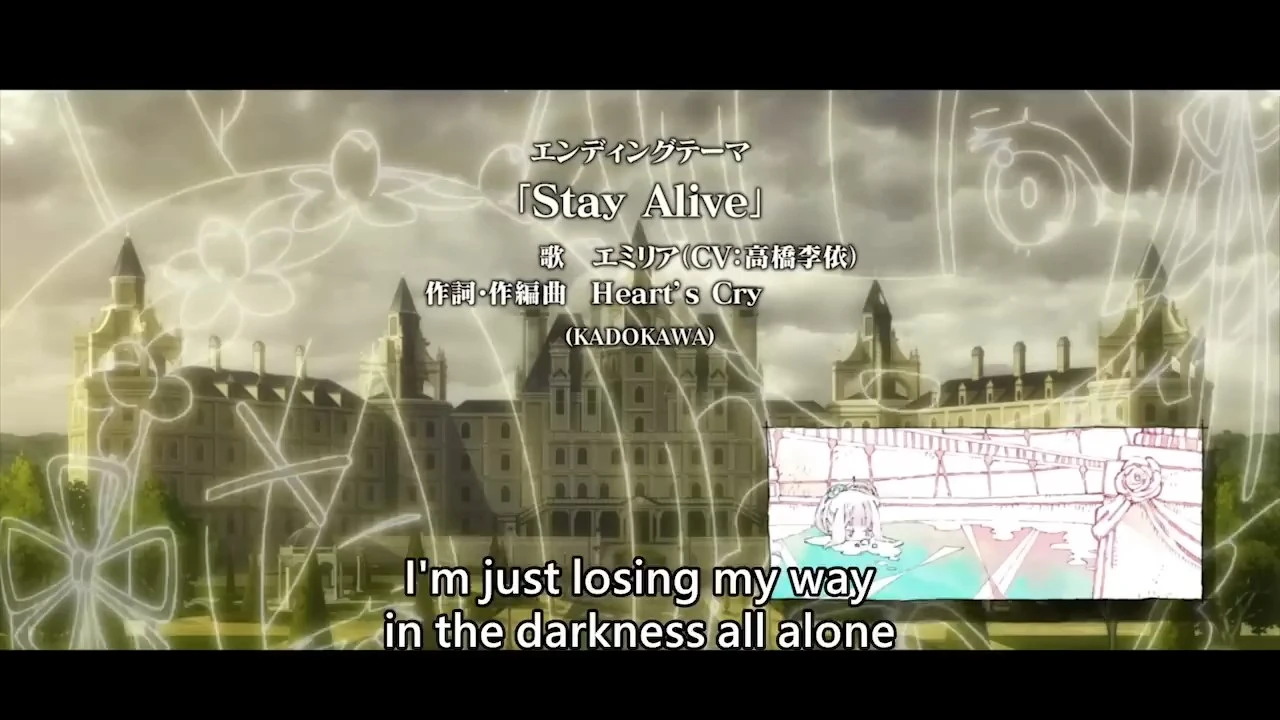 エンディングテーマ
「Stay Alive」
歌 エミリア(CV:高橋李依)
作詞・作編曲 Heart's Cry
(KADOKAWA)
I'm just losing my way
in the darkness all alone